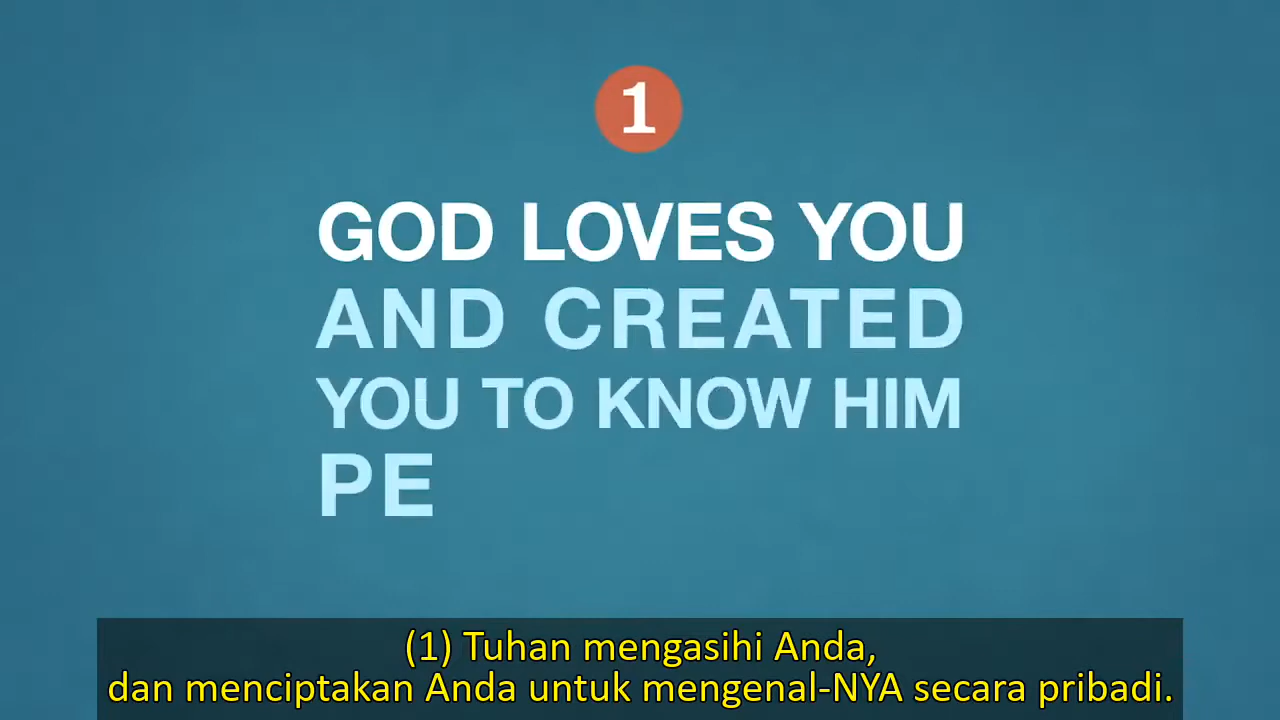 1
GOD LOVES YOU
AND CREATED
YOU TO KNOW HIM
PE
(1) Tuhan mengasihi Anda,
dan menciptakan Anda untuk mengenal-NYA secara pribadi.